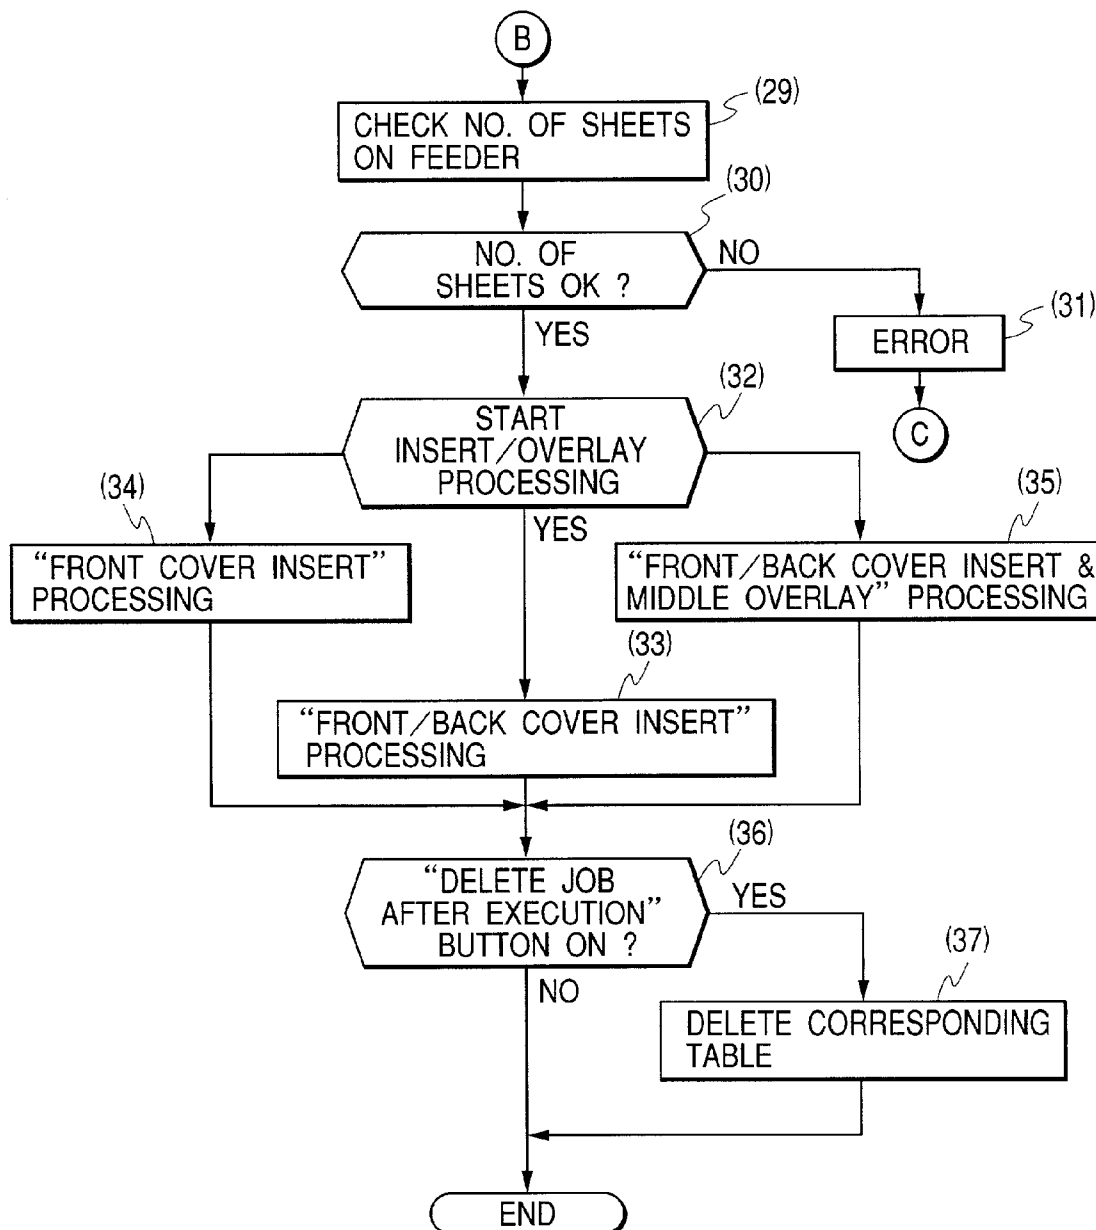 B
(29)
CHECK NO. OF SHEETS
ON FEEDER
(30)
NO. OF
SHEETS OK ?
NO
YES
(31)
ERROR
C
(32)
START
INSERT/OVERLAY
PROCESSING
YES
(34)
“FRONT COVER INSERT”
PROCESSING
(35)
“FRONT/BACK COVER INSERT &
MIDDLE OVERLAY” PROCESSING
(33)
“FRONT/BACK COVER INSERT”
PROCESSING
(36)
“DELETE JOB
AFTER EXECUTION”
BUTTON ON ?
YES
NO
(37)
DELETE CORRESPONDING
TABLE
END